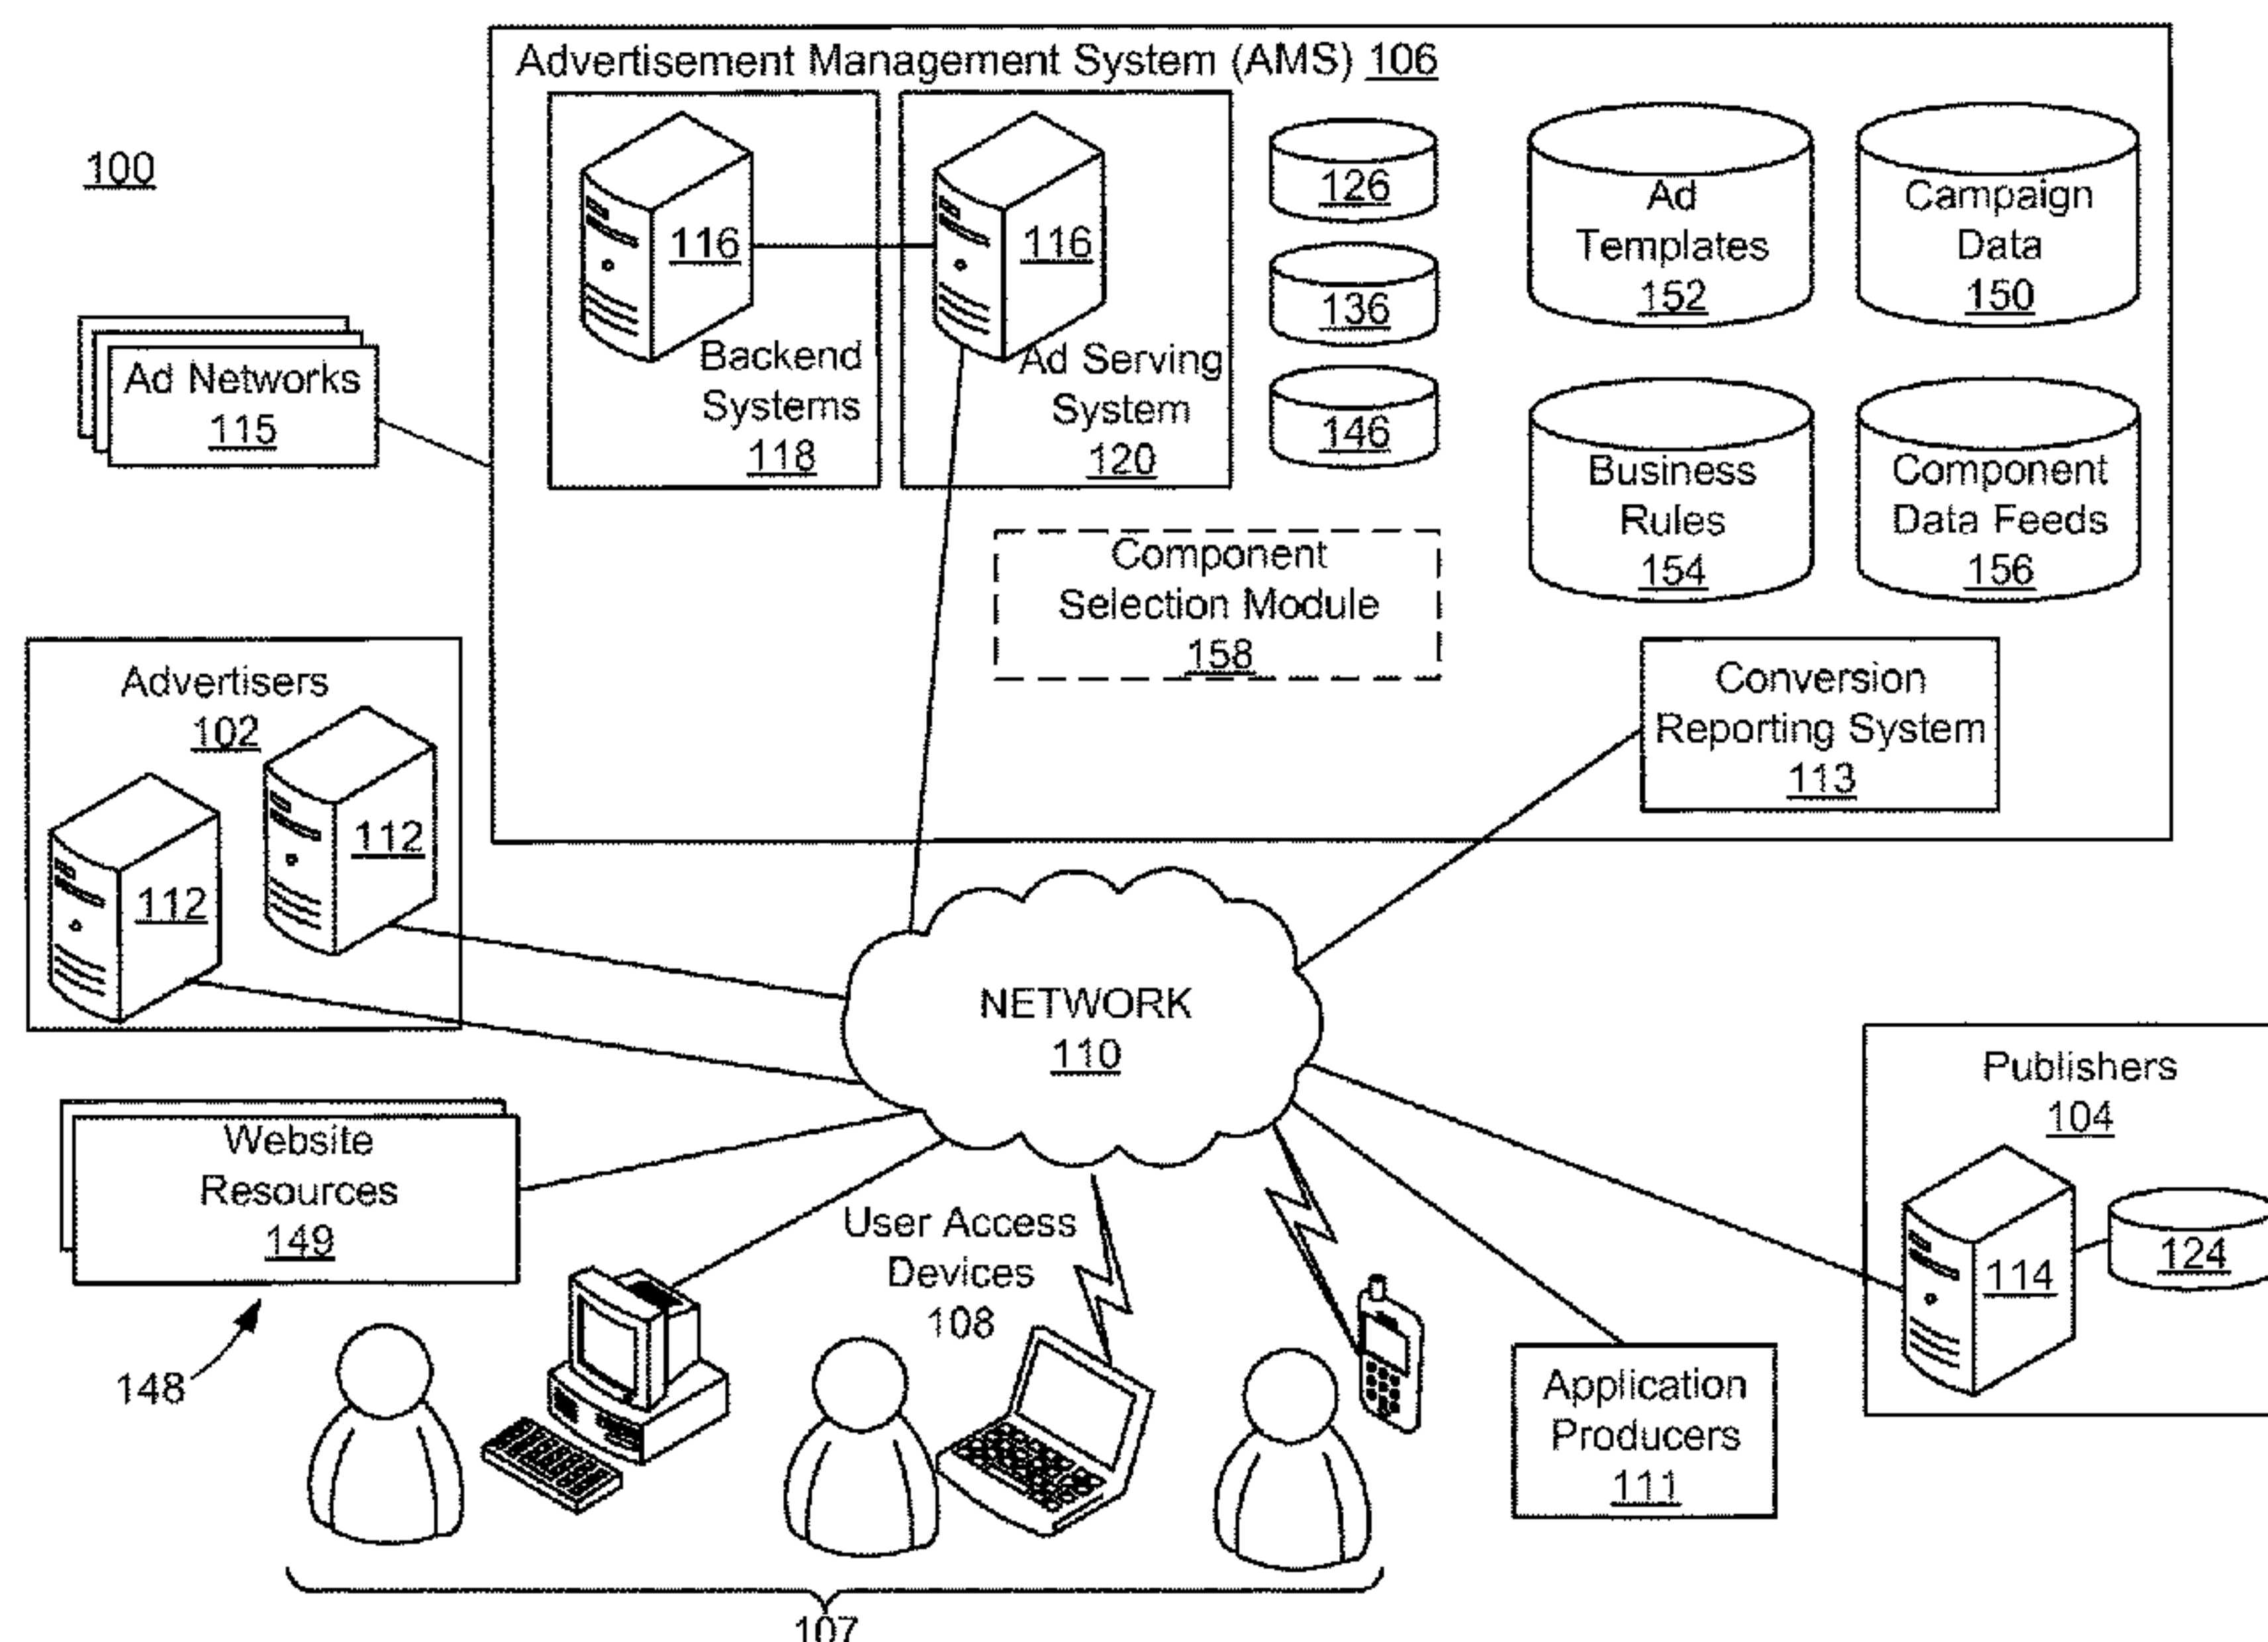 Advertisement Management System (AMS) 106
100
116
Backend
Systems
118
116
Ad Serving
System
120
126
136
146
Ad
Templates
152
Campaign
Data
150
Business
Rules
154
Component
Data Feeds
156
Component
Selection Module
158
Conversion
Reporting System
113
Ad Networks
115
Advertisers
102
112
112
NETWORK
110
Website
Resources
149
148
User Access
Devices
108
107
Application
Producers
111
Publishers
104
114
124